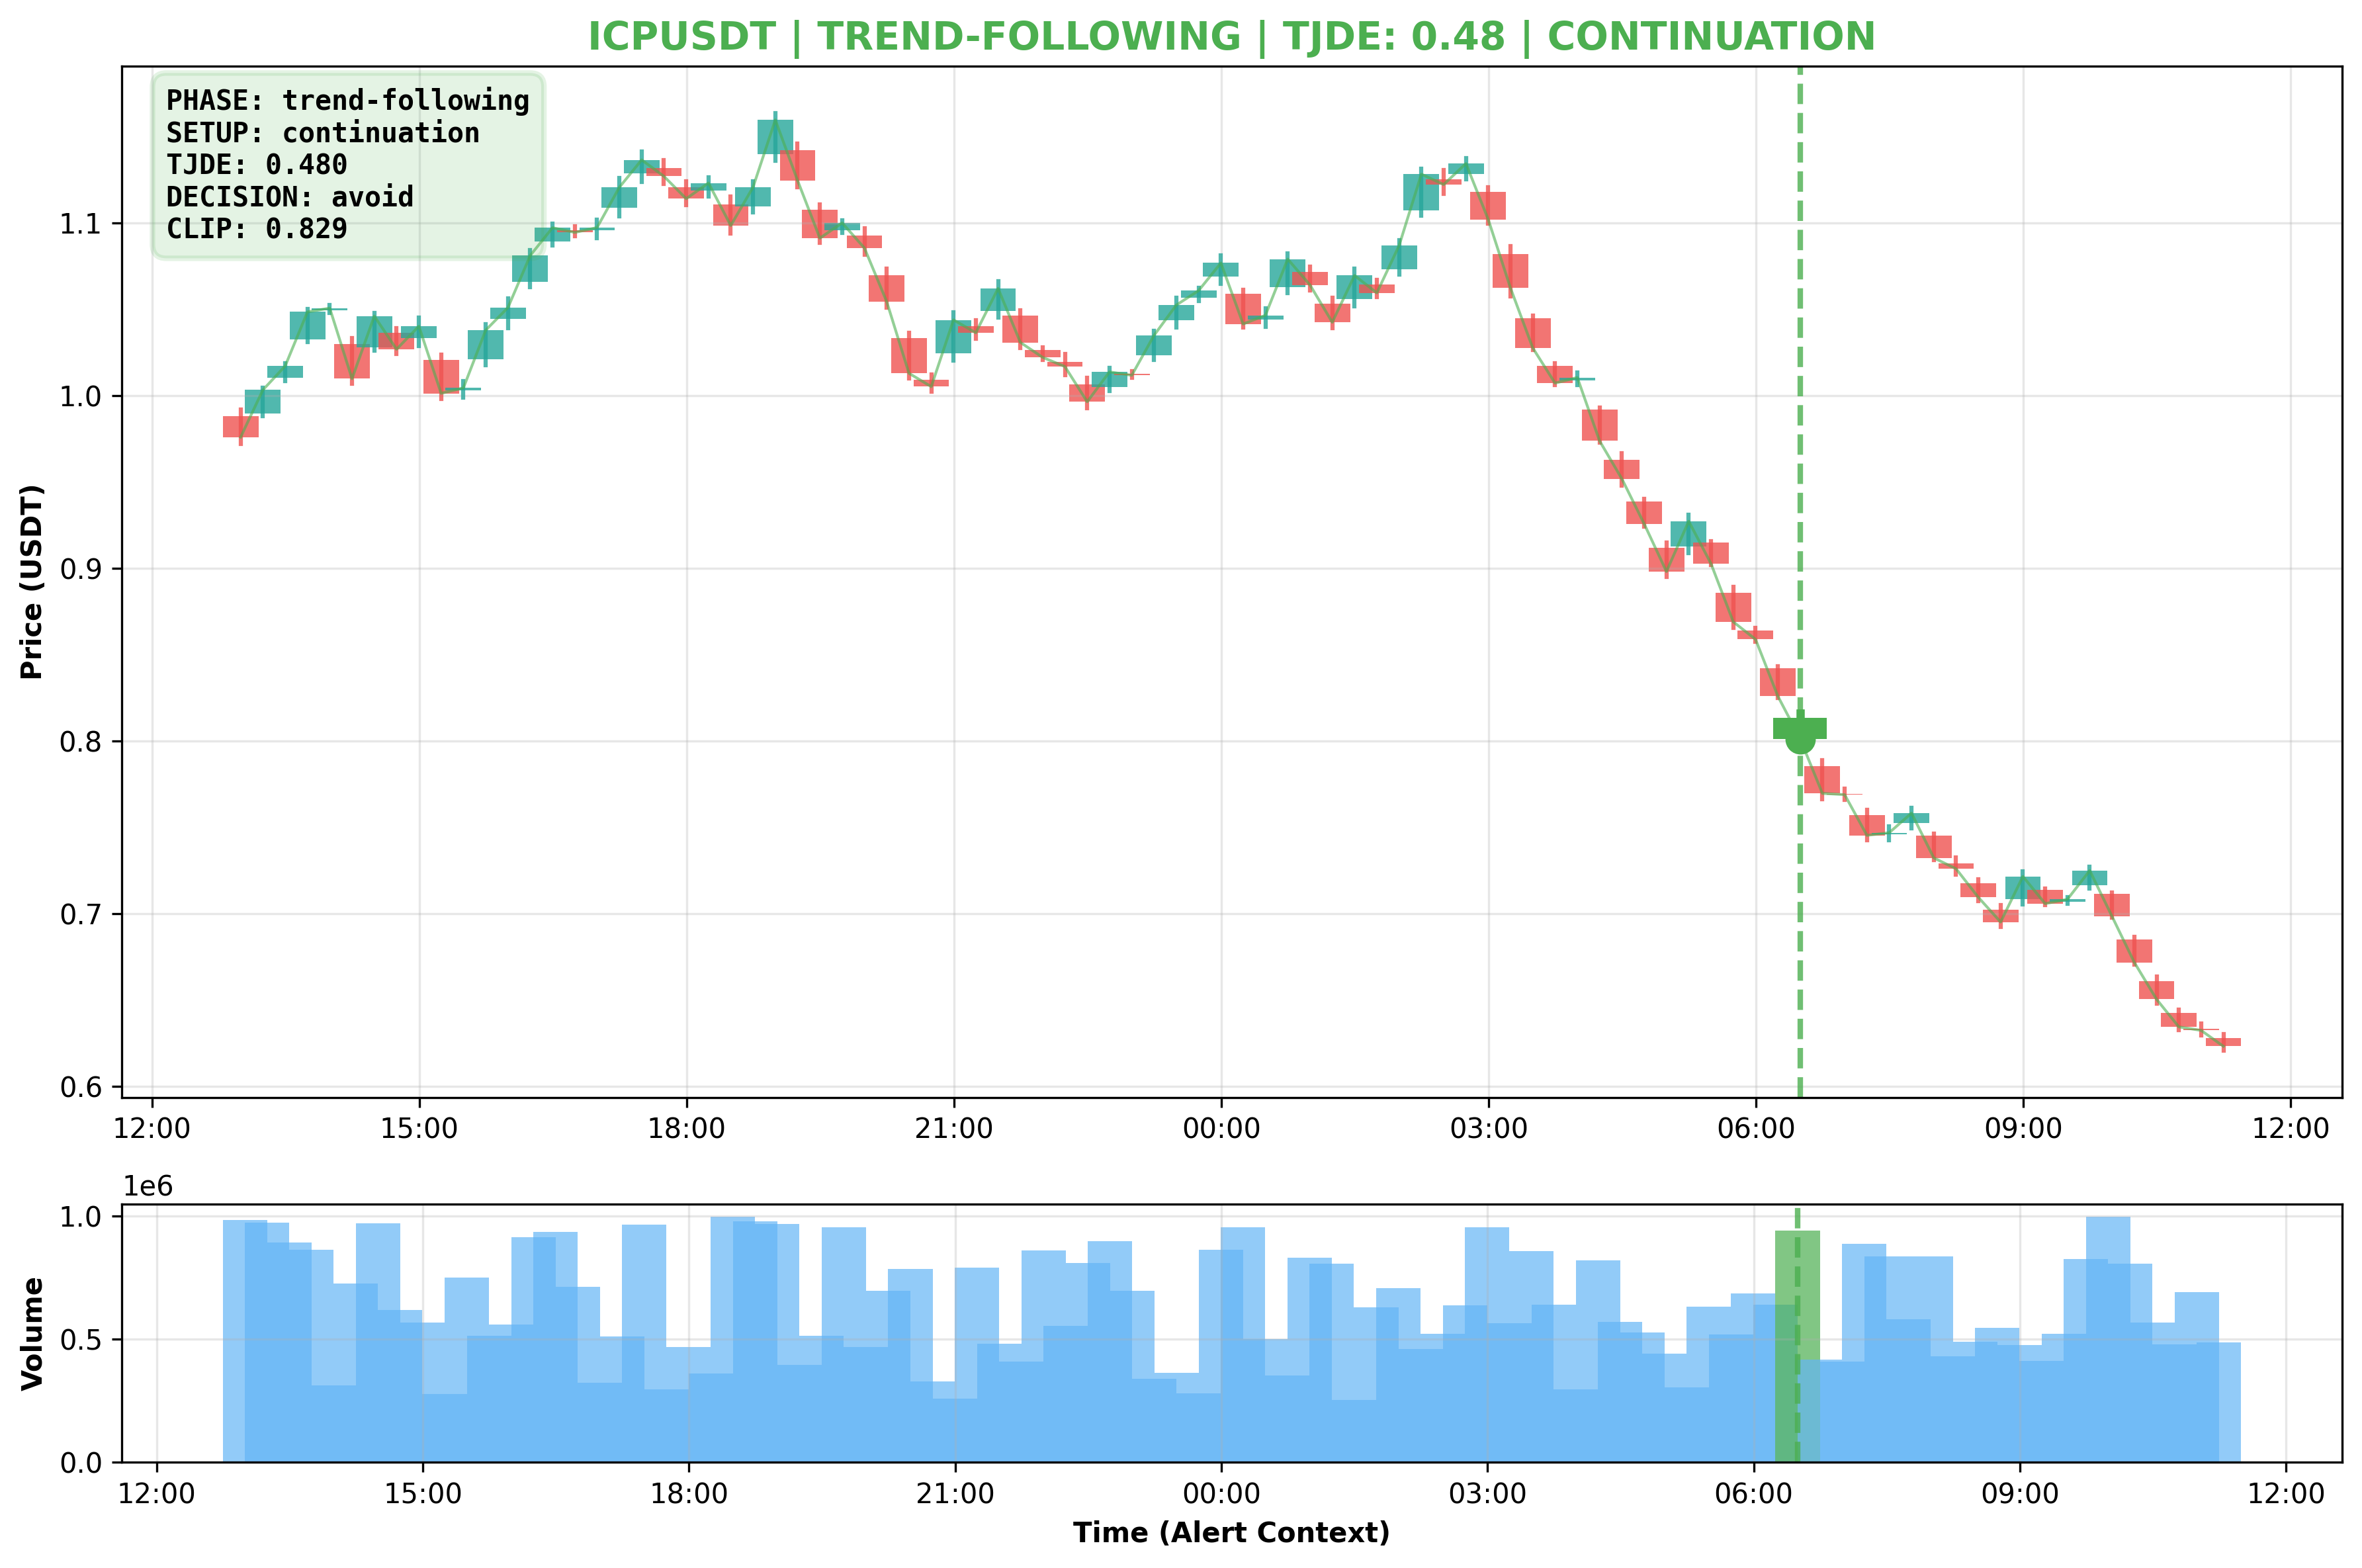 ICPUSDT | TREND-FOLLOWING | TJDE: 0.48 | CONTINUATION
PHASE: trend-following
SETUP: continuation
TJDE: 0.480
DECISION: avoid
CLIP: 0.829
Price (USDT)
1.1
1.0
0.9
0.8
0.7
0.6
12:00 15:00 18:00 21:00 00:00 03:00 06:00 09:00 12:00
1e6
Volume
1.0
0.5
0.0
12:00 15:00 18:00 21:00 00:00 03:00 06:00 09:00 12:00
Time (Alert Context)